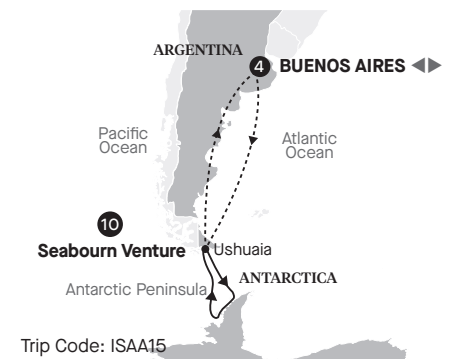 ARGENTINA
4 BUENOS AIRES
Pacific
Ocean
Atlantic
Ocean
10
Seabourn Venture
Ushuaia
ANTARCTICA
Antarctic Peninsula
Trip Code: ISAA15